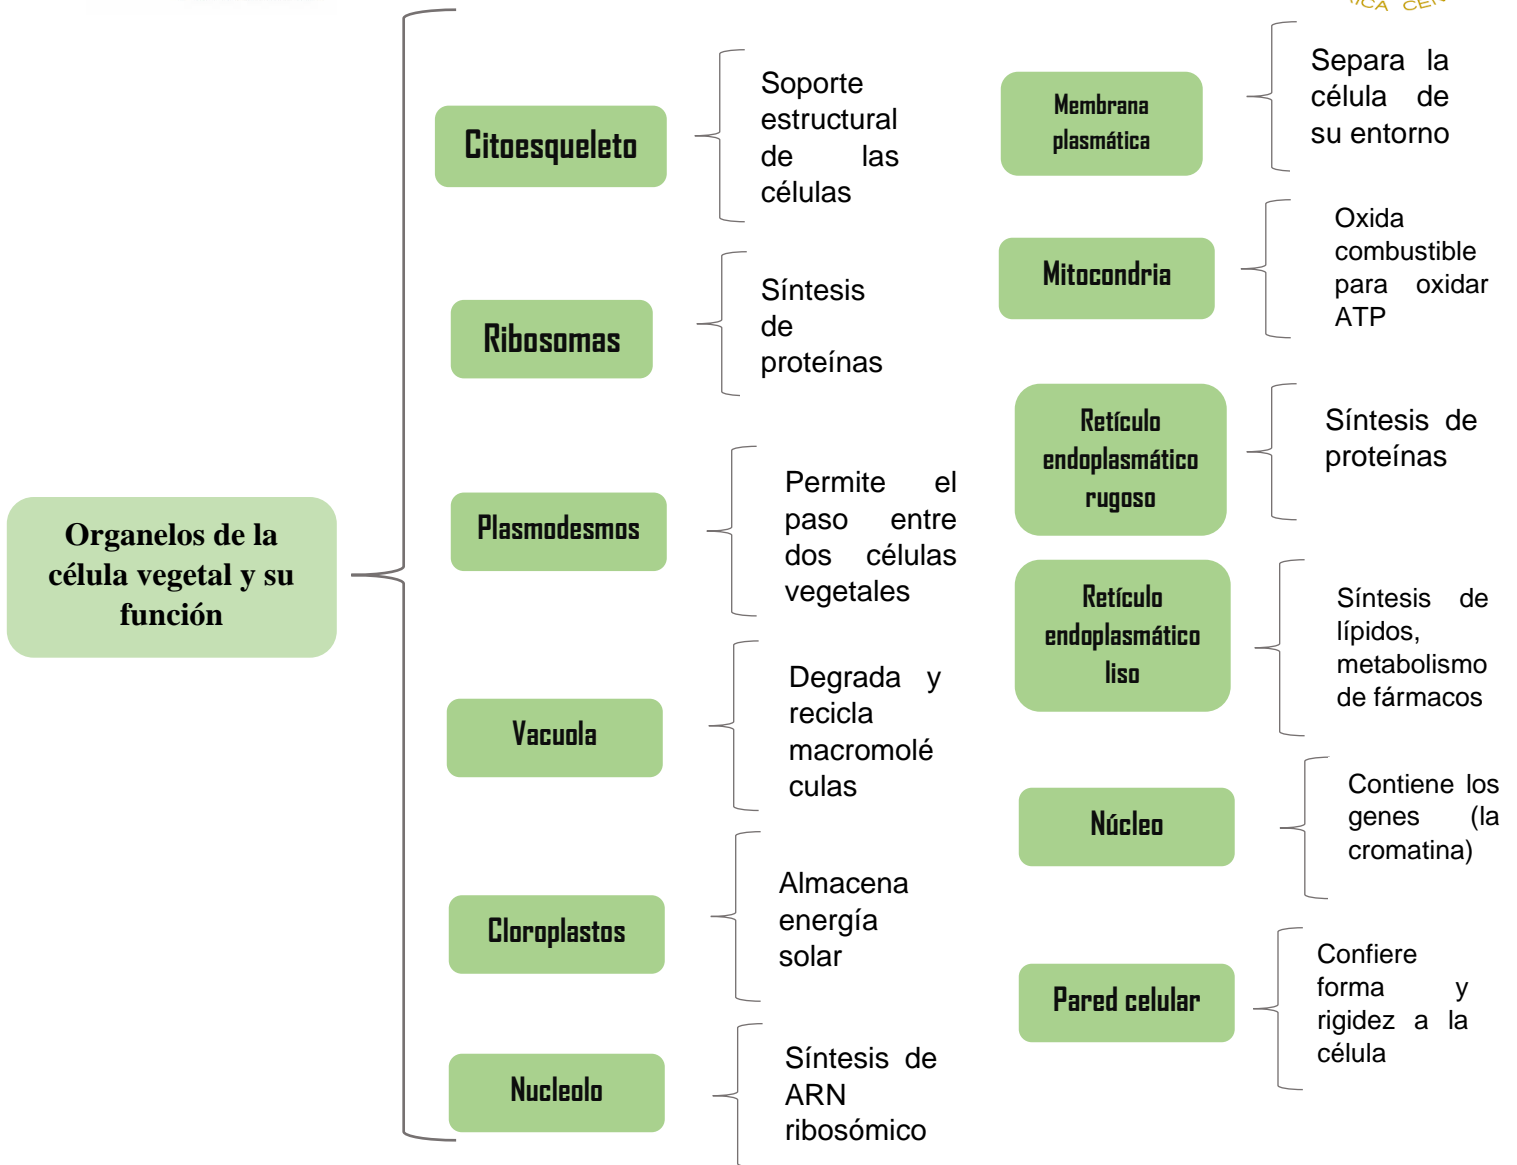 Organelos de la
célula vegetal y su
función
Citoesqueleto
Soporte
estructural
de las
células
Ribosomas
Síntesis
de
proteínas
Plasmodesmos
Permite el
paso entre
dos células
vegetales
Vacuola
Degrada y
recicla
macromolé
culas
Cloroplastos
Almacena
energía
solar
Nucleolo
Síntesis de
ARN
ribosómico
Membrana
plasmática
Separa la
célula de
su entorno
Mitocondria
Oxida
combustible
para oxidar
ATP
Retículo
endoplasmático
rugoso
Síntesis de
proteínas
Retículo
endoplasmático
liso
Síntesis de
lípidos,
metabolismo
de fármacos
Núcleo
Contiene los
genes (la
cromatina)
Pared celular
Confiere
forma y
rigidez a la
célula